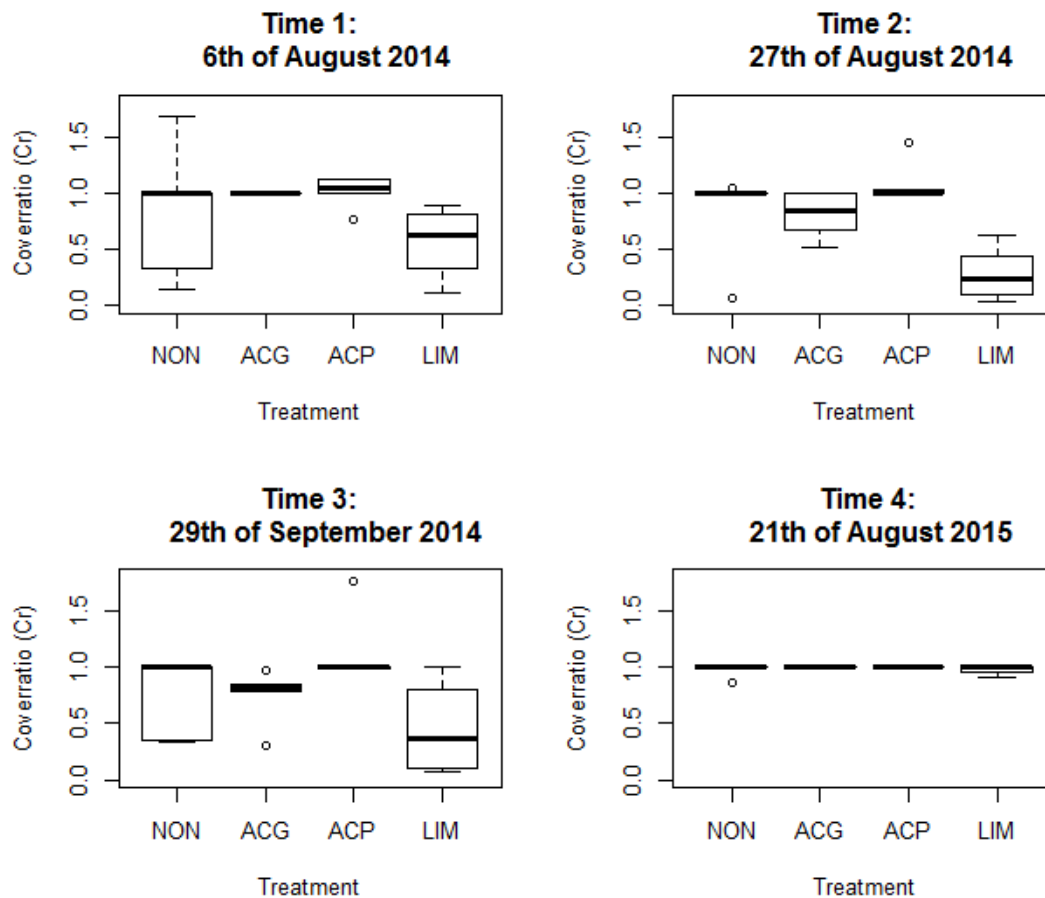 Time 1:
6th of August 2014
Coverratio (Cr)
1.5
1.0
0.5
0.0
NON ACG ACP LIM
Treatment
Time 2:
27th of August 2014
Coverratio (Cr)
1.5
1.0
0.5
0.0
NON ACG ACP LIM
Treatment
Time 3:
29th of September 2014
Coverratio (Cr)
1.5
1.0
0.5
0.0
NON ACG ACP LIM
Treatment
Time 4:
21th of August 2015
Coverratio (Cr)
1.5
1.0
0.5
0.0
NON ACG ACP LIM
Treatment